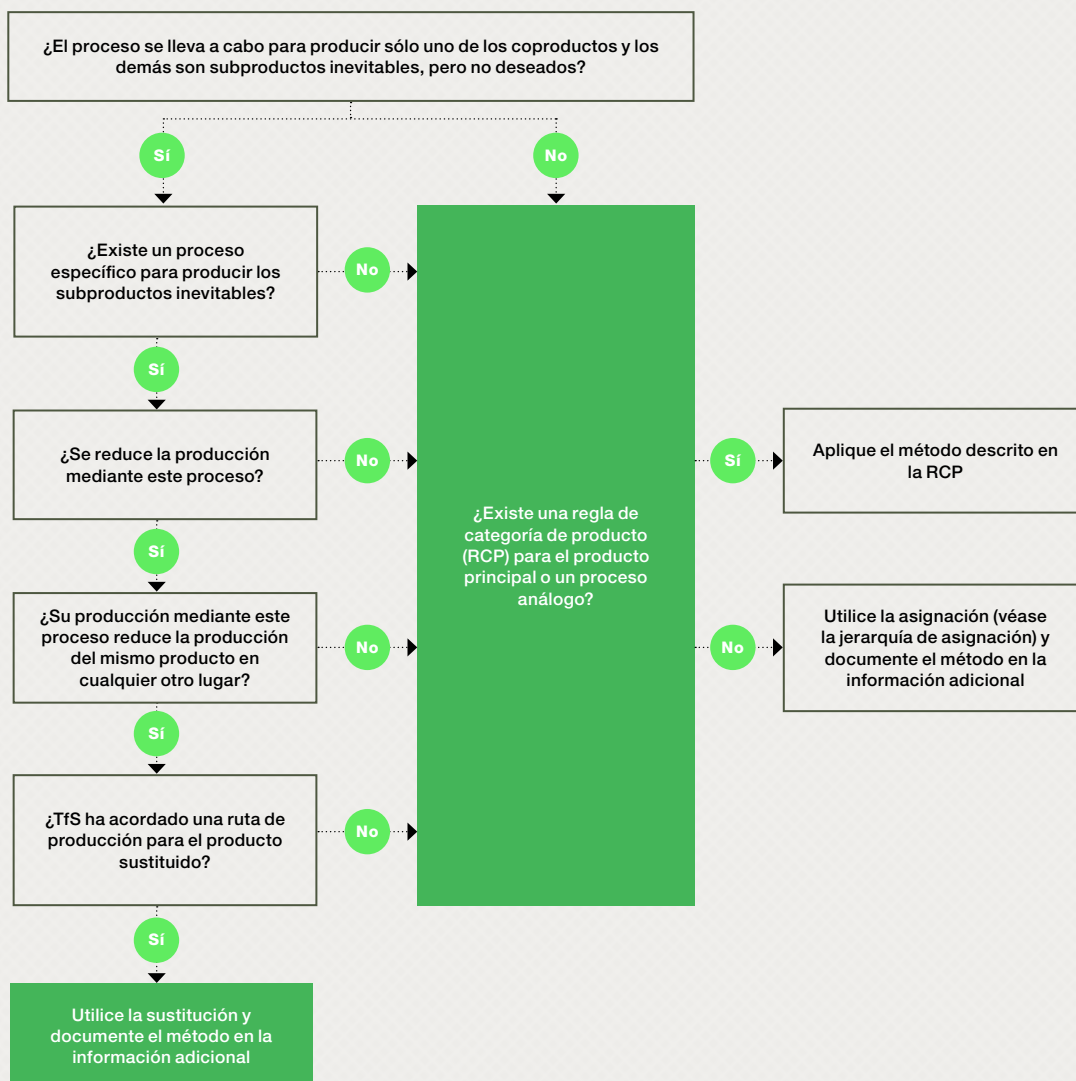 ¿El proceso se lleva a cabo para producir sólo uno de los coproductos y los
demás son subproductos inevitables, pero no deseados?
Sí
No
¿Existe un proceso
específico para producir los
subproductos inevitables?
No
Sí
¿Se reduce la producción
mediante este proceso?
No
Sí
¿Su producción mediante este
proceso reduce la producción
del mismo producto en
cualquier otro lugar?
No
Sí
¿TfS ha acordado una ruta de
producción para el producto
sustituido?
No
Sí
Utilice la sustitución y
documente el método en la
información adicional
¿Existe una regla de
categoría de producto
(RCP) para el producto
principal o un proceso
análogo?
Sí
Aplique el método descrito en
la RCP
No
Utilice la asignación (véase
la jerarquía de asignación) y
documente el método en la
información adicional